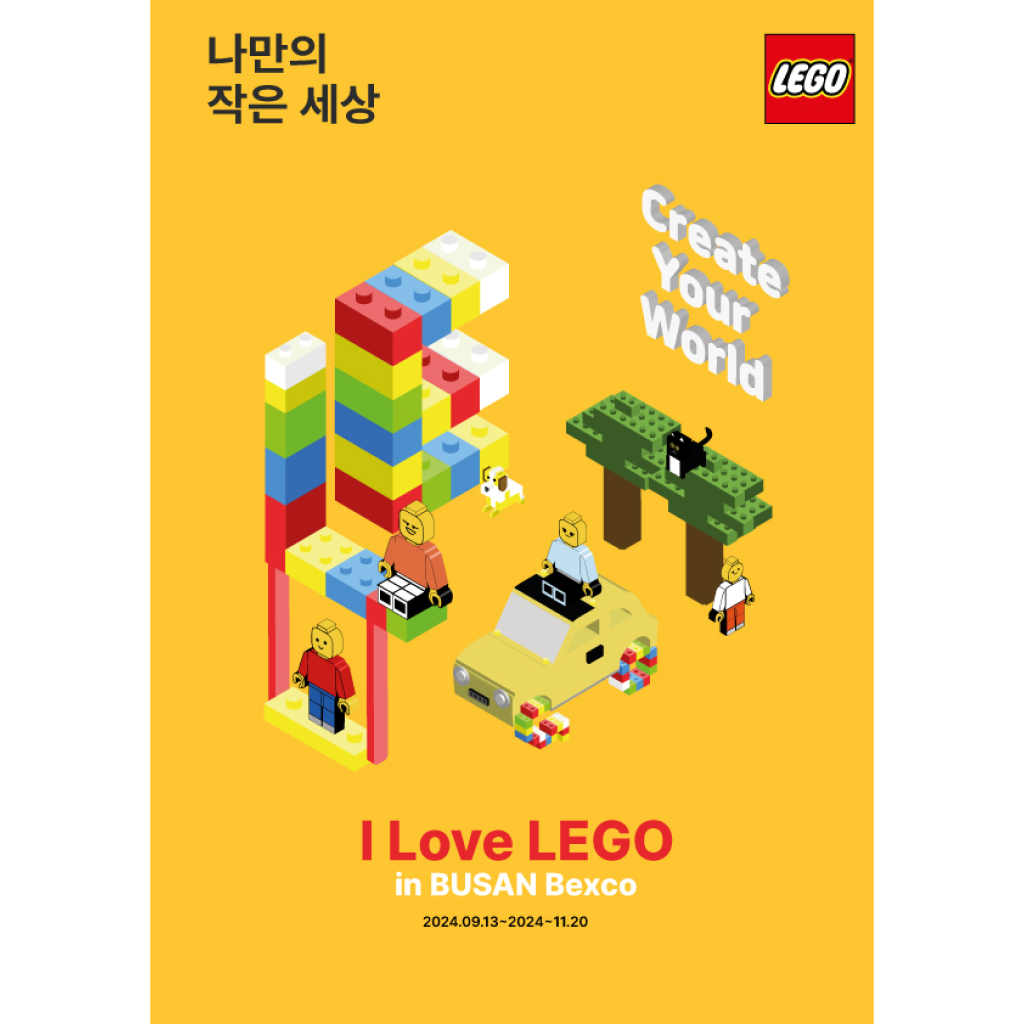 나만의
작은 세상
LEGO
Create
Your
World
I Love LEGO
in BUSAN Bexco
2024.09.13~2024~11.20